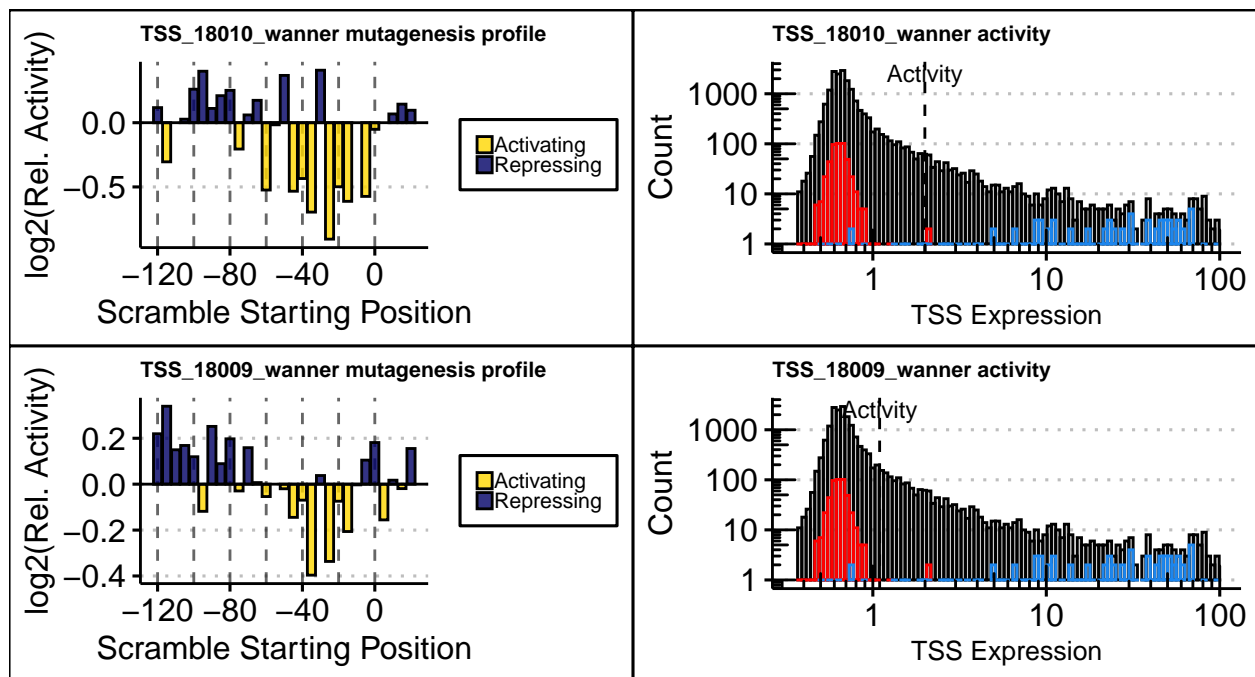 TSS_18010_wanner mutagenesis profile
log2(Rel. Activity)
0.0
−0.5
−120 −80 −40 0
Scramble Starting Position
Activating
Repressing
TSS_18010_wanner activity
Activity
Count
1000
100
10
1
1 10 100
TSS Expression
TSS_18009_wanner mutagenesis profile
log2(Rel. Activity)
0.2
0.0
−0.2
−0.4
−120 −80 −40 0
Scramble Starting Position
Activating
Repressing
TSS_18009_wanner activity
Activity
Count
1000
100
10
1
1 10 100
TSS Expression